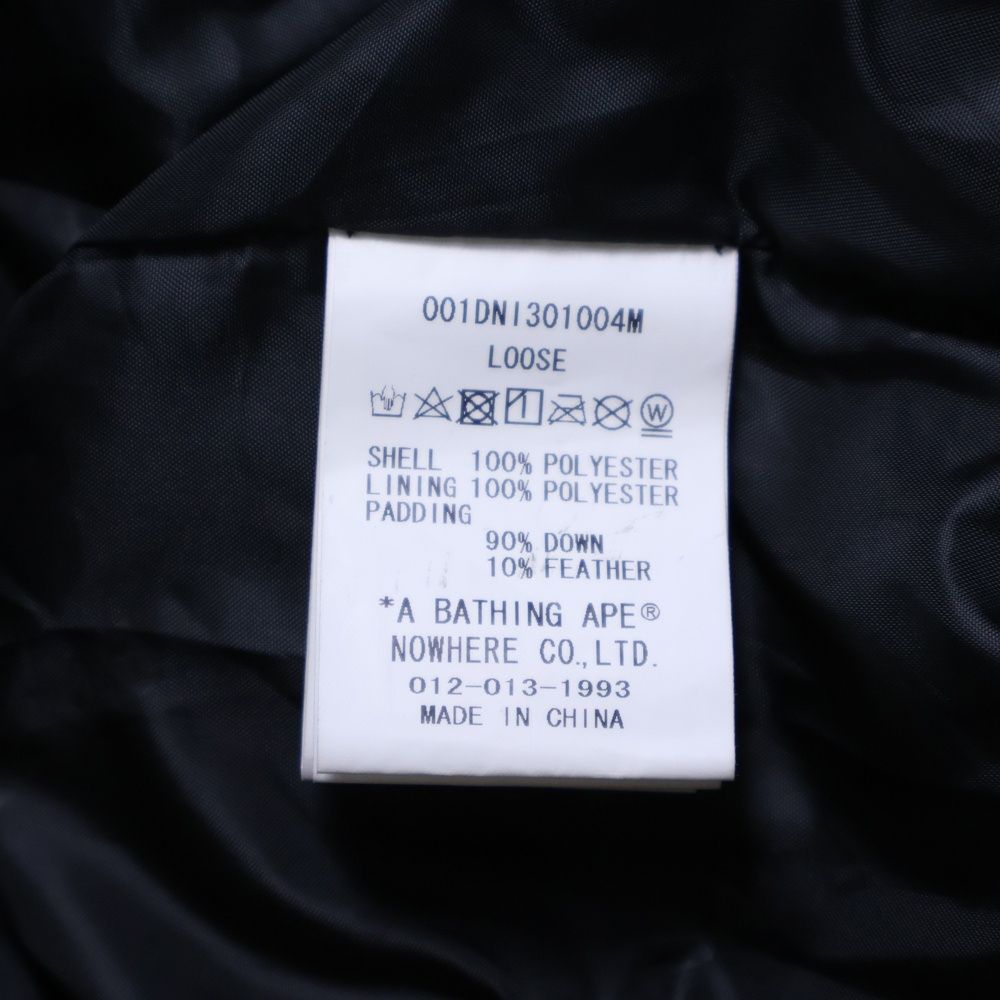 001DNI301004M
LOOSE
W
SHELL 100% POLYESTER
LINING 100% POLYESTER
PADDING
90% DOWN
10% FEATHER
*A BATHING APE®
NOWHERE CO.,LTD.
012-013-1993
MADE IN CHINA